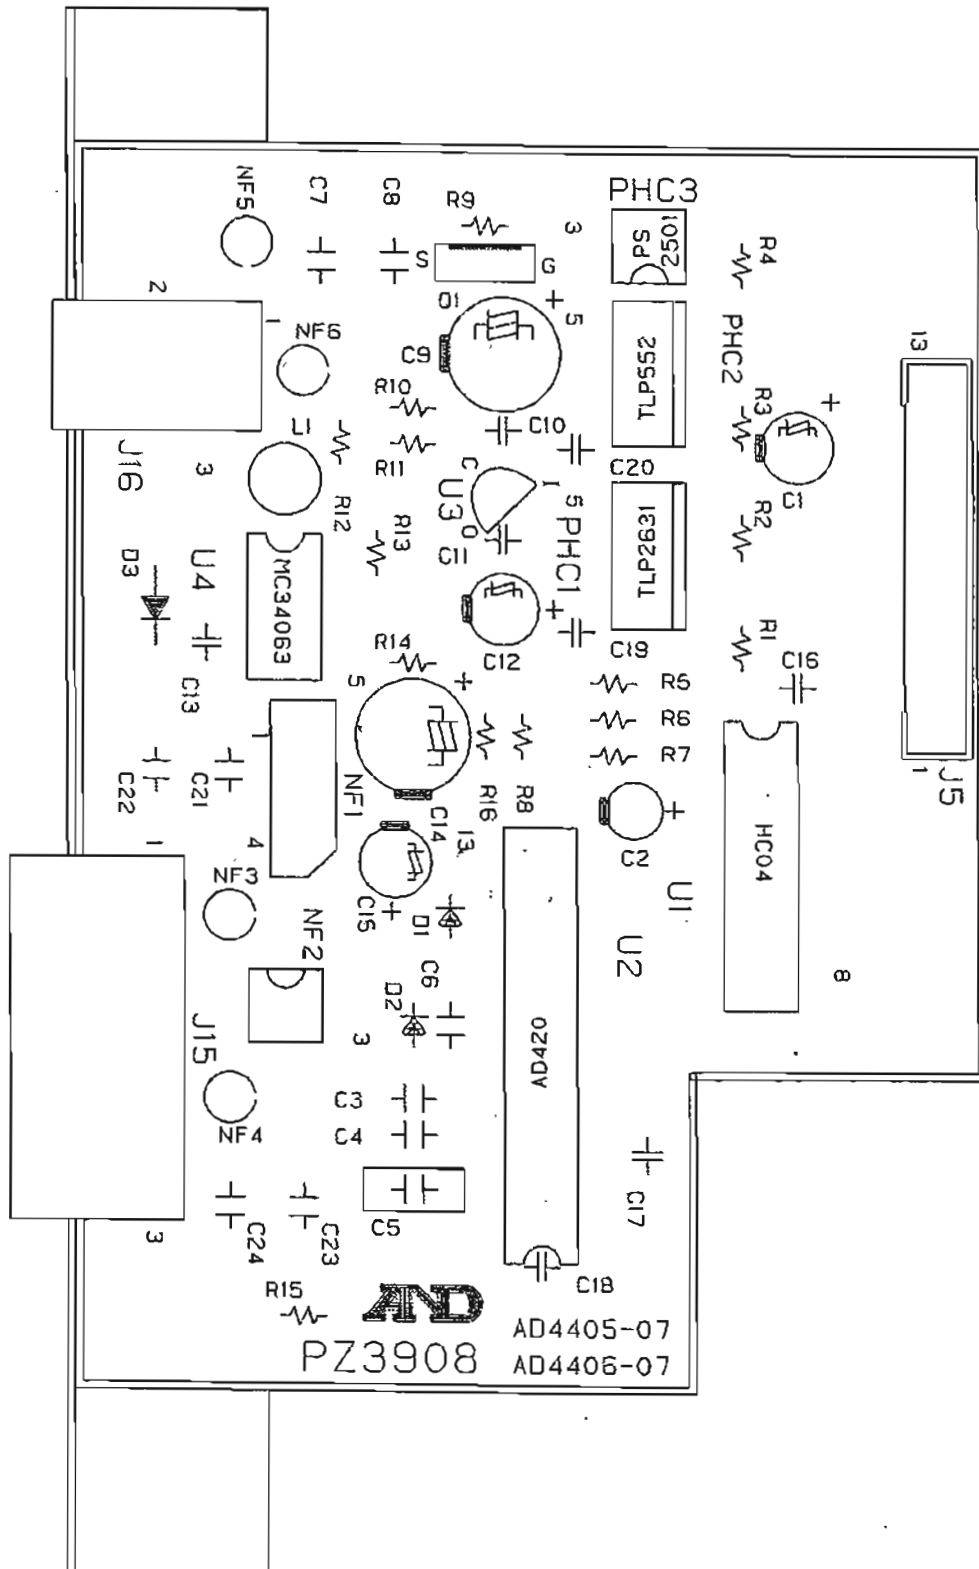 NF5
C7
C8
R9
3
PHC3
PS
2501
R4
S
G
2
1
NF6
Q1
5
C9
TLP552
PHC2
13
R3
R10
C10
L1
R11
C20
C1
J16
3
R12
U3
C
I
O
5
R2
R13
C11
PHC1
TLP2631
D3
U4
MC34063
C12
C19
R1
C16
R14
R5
C13
5
R6
R7
1
C22
C21
NF1
C14
R16
R8
13
C2
HC04
1
J5
1
4
NF3
C15
D1
U1
NF2
C6
D2
U2
8
J15
3
AD420
C3
NF4
C4
C5
C17
3
C24
C23
C18
R15
AND
PZ3908
AD4405-07
AD4406-07